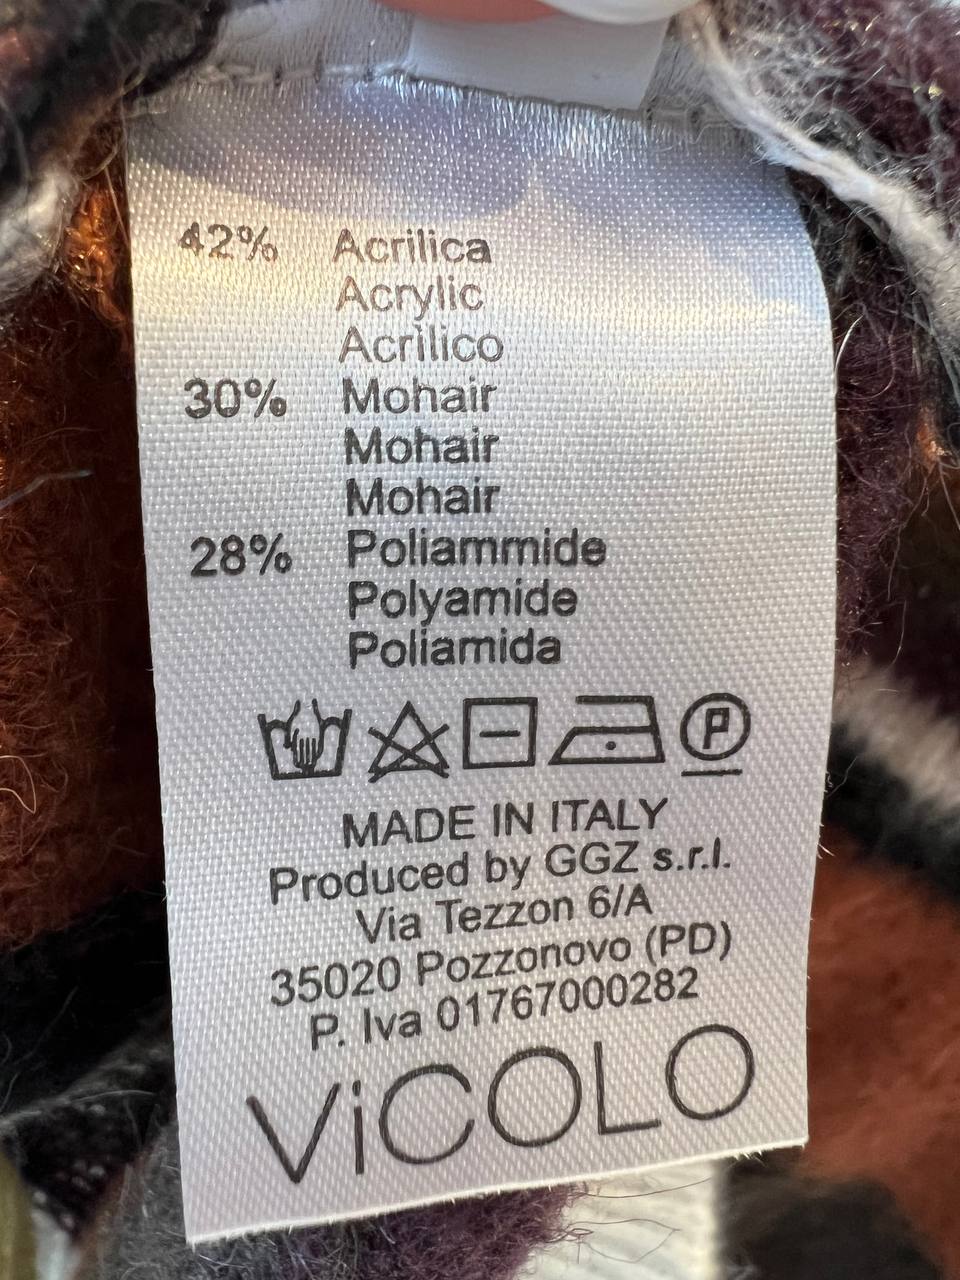 42% Acrilica
Acrylic
Acrílico
30% Mohair
Mohair
Mohair
28% Poliammide
Polyamide
Poliamida
P
MADE IN ITALY
Produced by GGZ s.r.l.
Via Tezzon 6/A
35020 Pozzonovo (PD)
P. Iva 01767000282
ViCOLO